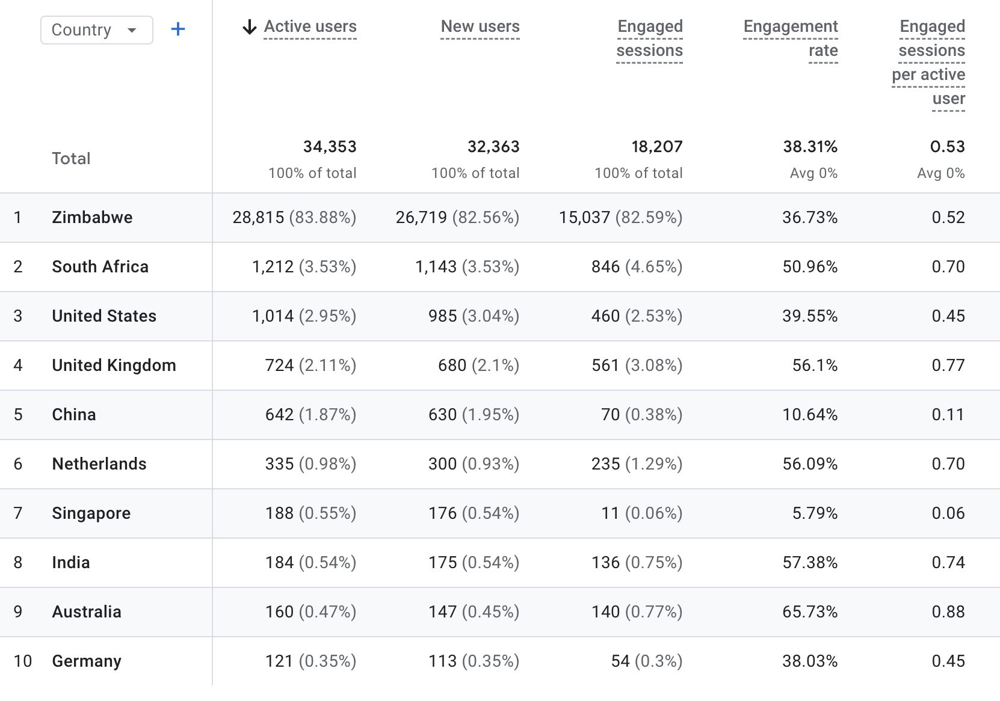 Country
Active users New users Engaged sessions Engagement rate Engaged sessions per active user
Total 34,353 32,363 18,207 38.31% 0.53
100% of total 100% of total 100% of total Avg 0% Avg 0%
1 Zimbabwe 28,815 (83.88%) 26,719 (82.56%) 15,037 (82.59%) 36.73% 0.52
2 South Africa 1,212 (3.53%) 1,143 (3.53%) 846 (4.65%) 50.96% 0.70
3 United States 1,014 (2.95%) 985 (3.04%) 460 (2.53%) 39.55% 0.45
4 United Kingdom 724 (2.11%) 680 (2.1%) 561 (3.08%) 56.1% 0.77
5 China 642 (1.87%) 630 (1.95%) 70 (0.38%) 10.64% 0.11
6 Netherlands 335 (0.98%) 300 (0.93%) 235 (1.29%) 56.09% 0.70
7 Singapore 188 (0.55%) 176 (0.54%) 11 (0.06%) 5.79% 0.06
8 India 184 (0.54%) 175 (0.54%) 136 (0.75%) 57.38% 0.74
9 Australia 160 (0.47%) 147 (0.45%) 140 (0.77%) 65.73% 0.88
10 Germany 121 (0.35%) 113 (0.35%) 54 (0.3%) 38.03% 0.45